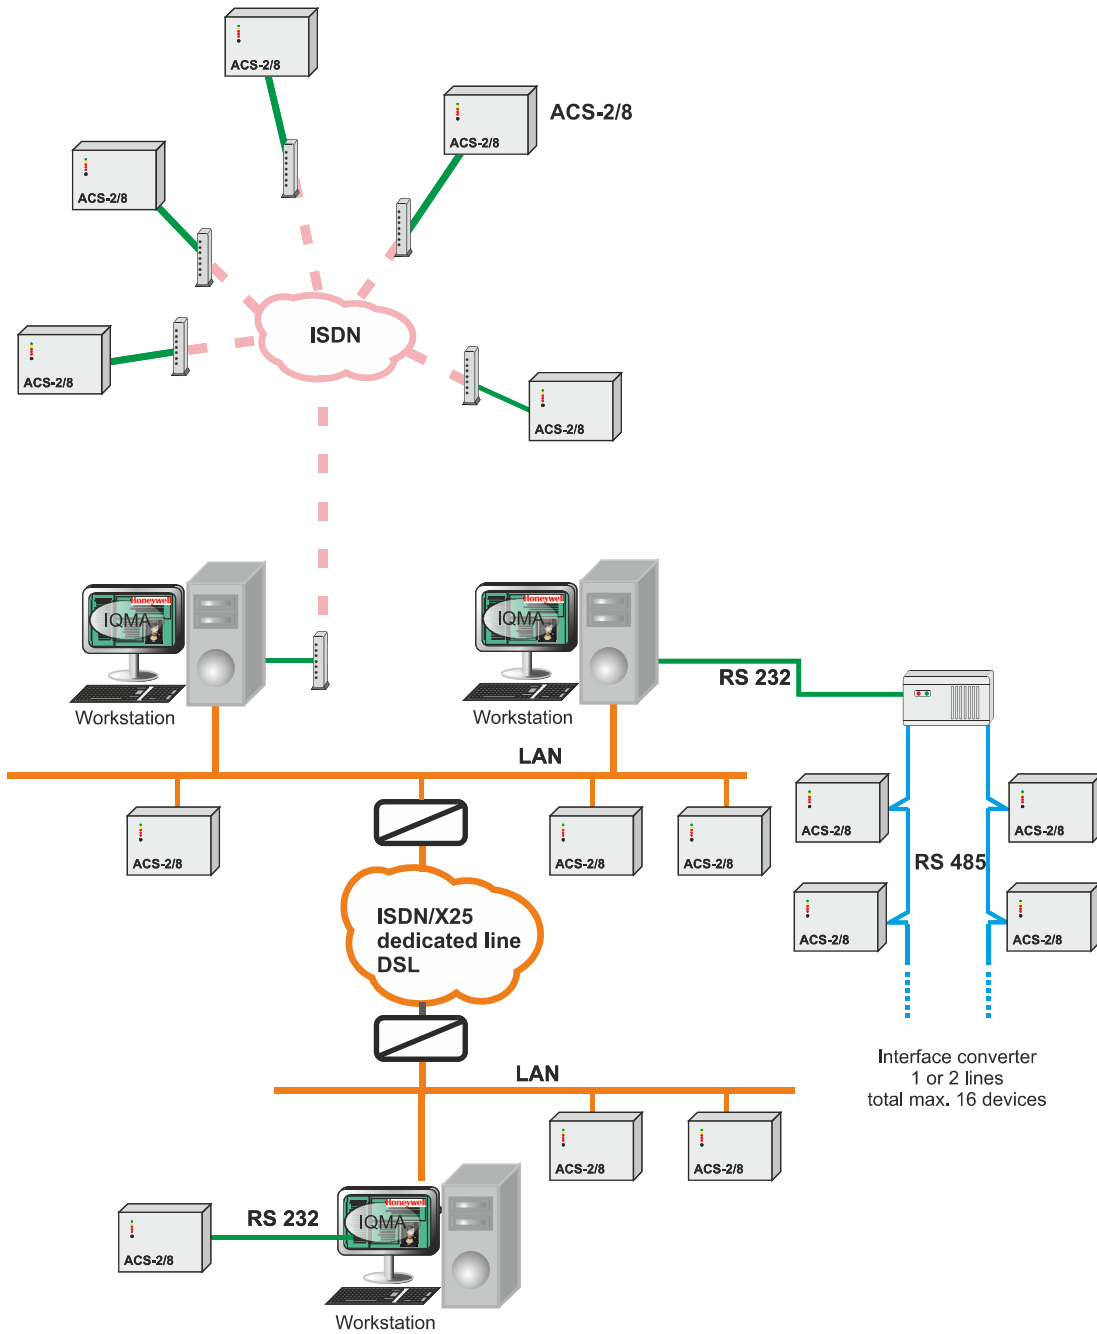 ACS-2/8
ACS-2/8
ACS-2/8
ACS-2/8
ISDN
ACS-2/8
ACS-2/8
Honeywell
IQMA
Honeywell
IQMA
Workstation
Workstation
RS 232
LAN
ACS-2/8
ACS-2/8
ACS-2/8
ACS-2/8
ACS-2/8
RS 485
ISDN/X25
dedicated line
DSL
ACS-2/8
ACS-2/8
Interface converter
1 or 2 lines
total max. 16 devices
LAN
ACS-2/8
ACS-2/8
RS 232
Honeywell
IQMA
ACS-2/8
Workstation